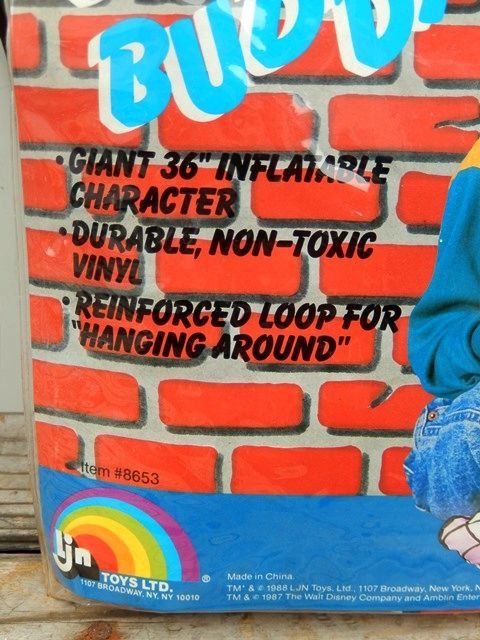 BUDDY
• GIANT 36" INFLATABLE
CHARACTER
• DURABLE, NON-TOXIC
VINYL
• REINFORCED LOOP FOR
"HANGING AROUND"
Item #8653
ljn
TOYS LTD. ®
1107 BROADWAY, NY, NY 10010
Made in China.
TM* & © 1988 LJN Toys, Ltd., 1107 Broadway, New York, N
TM & © 1987 The Walt Disney Company and Amblin Enter